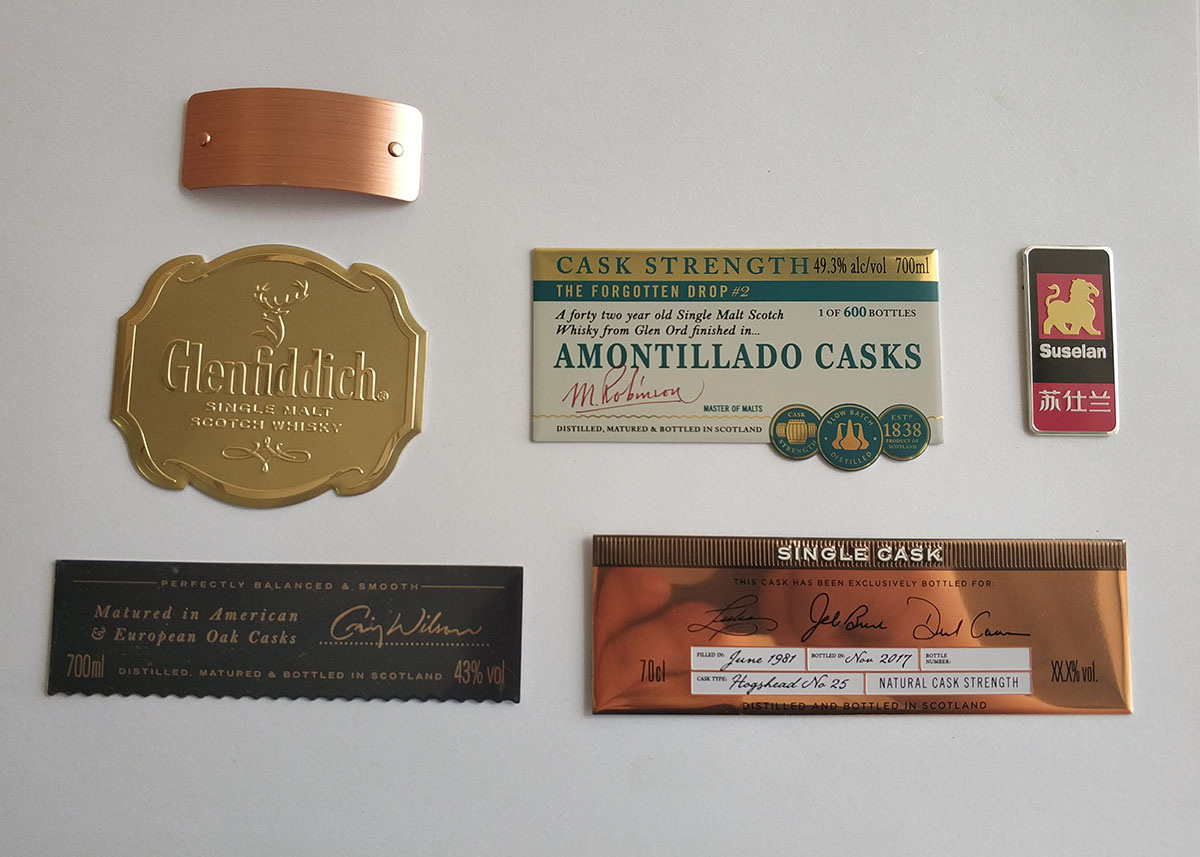 Glenfiddich®
SINGLE MALT
SCOTCH WHISKY
CASK STRENGTH 49.3% alc/vol 700ml
THE FORGOTTEN DROP #2
A forty two year old Single Malt Scotch
Whisky from Glen Ord finished in...
1 OF 600 BOTTLES
AMONTILLADO CASKS
M. Robinson
MASTER OF MALTS
DISTILLED, MATURED & BOTTLED IN SCOTLAND
CASK
STRENGTH
SLOW BATCH
DISTILLED
ESTD
1838
PRODUCT OF
SCOTLAND
Suselan
苏仕兰
PERFECTLY BALANCED & SMOOTH
Matured in American
& European Oak Casks
Craig Wilson
700ml
DISTILLED, MATURED & BOTTLED IN SCOTLAND
43% vol
SINGLE CASK
THIS CASK HAS BEEN EXCLUSIVELY BOTTLED FOR:
70cl
FILLED IN: June 1981
BOTTLED IN: Nov 2017
BOTTLE
NUMBER:
CASK TYPE: Hogshead No 25
NATURAL CASK STRENGTH
XX.X% vol.
DISTILLED AND BOTTLED IN SCOTLAND